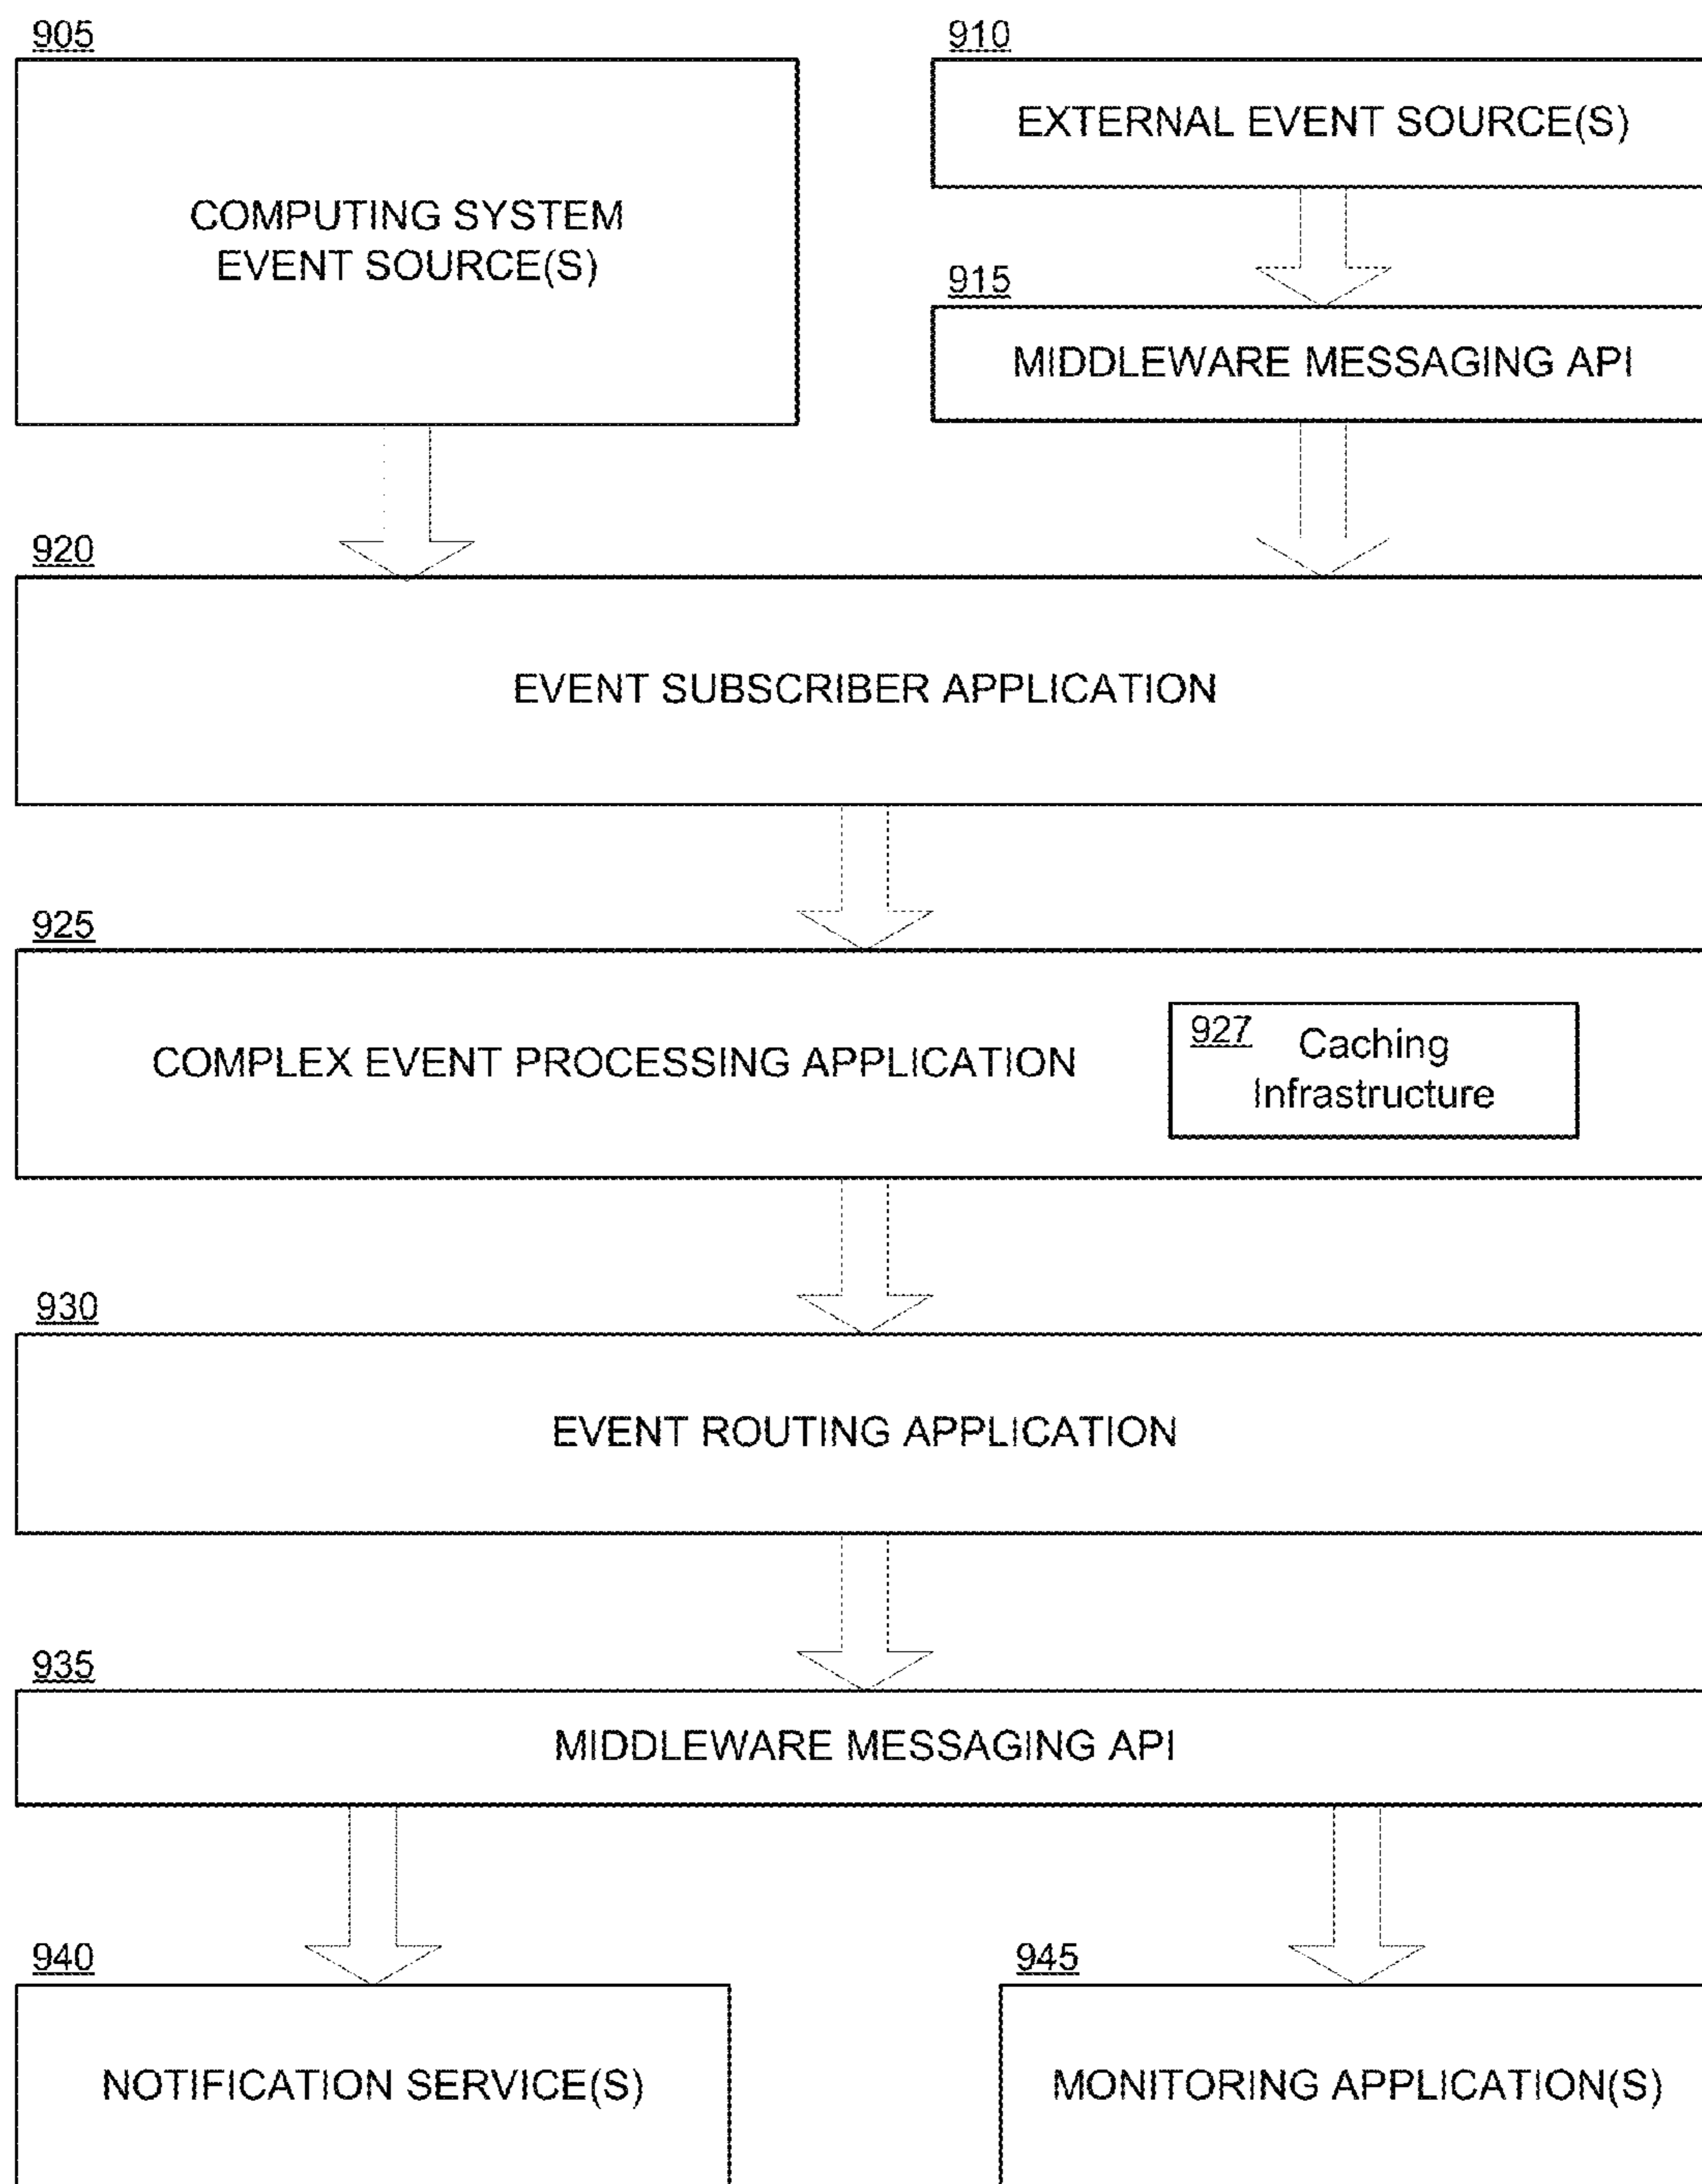 905
COMPUTING SYSTEM
EVENT SOURCE(S)
910
EXTERNAL EVENT SOURCE(S)
915
MIDDLEWARE MESSAGING API
920
EVENT SUBSCRIBER APPLICATION
925
COMPLEX EVENT PROCESSING APPLICATION
927
Caching
Infrastructure
930
EVENT ROUTING APPLICATION
935
MIDDLEWARE MESSAGING API
940
NOTIFICATION SERVICE(S)
945
MONITORING APPLICATION(S)